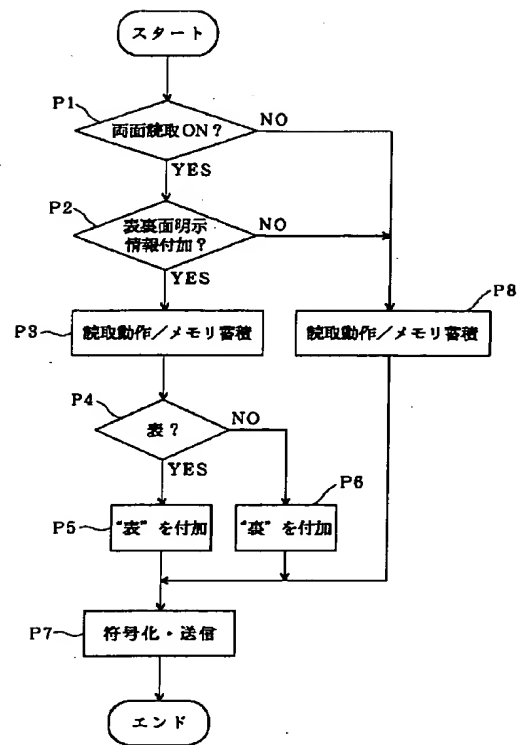 スタート
P1
両面読取ON？
NO
YES
P2
表裏面明示
情報付加？
NO
YES
P3
読取動作／メモリ蓄積
P8
読取動作／メモリ蓄積
P4
表？
NO
YES
P5
“表”を付加
P6
“裏”を付加
P7
符号化・送信
エンド